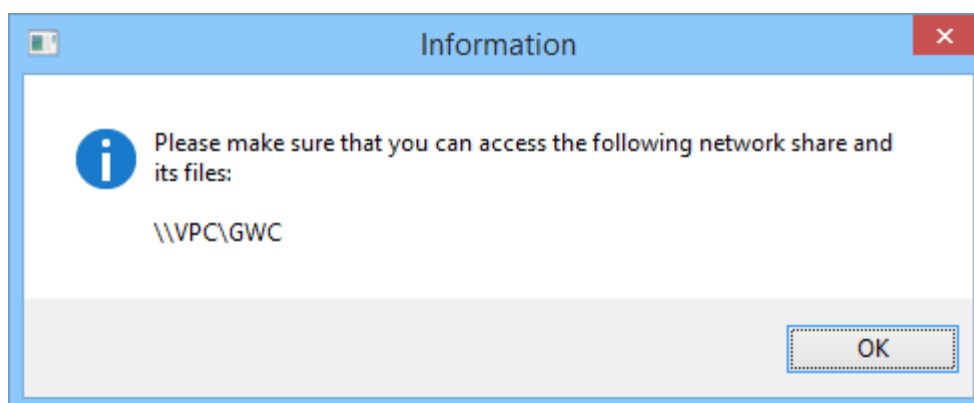 Information
Please make sure that you can access the following network share and
its files:
\\VPC\GWC
OK